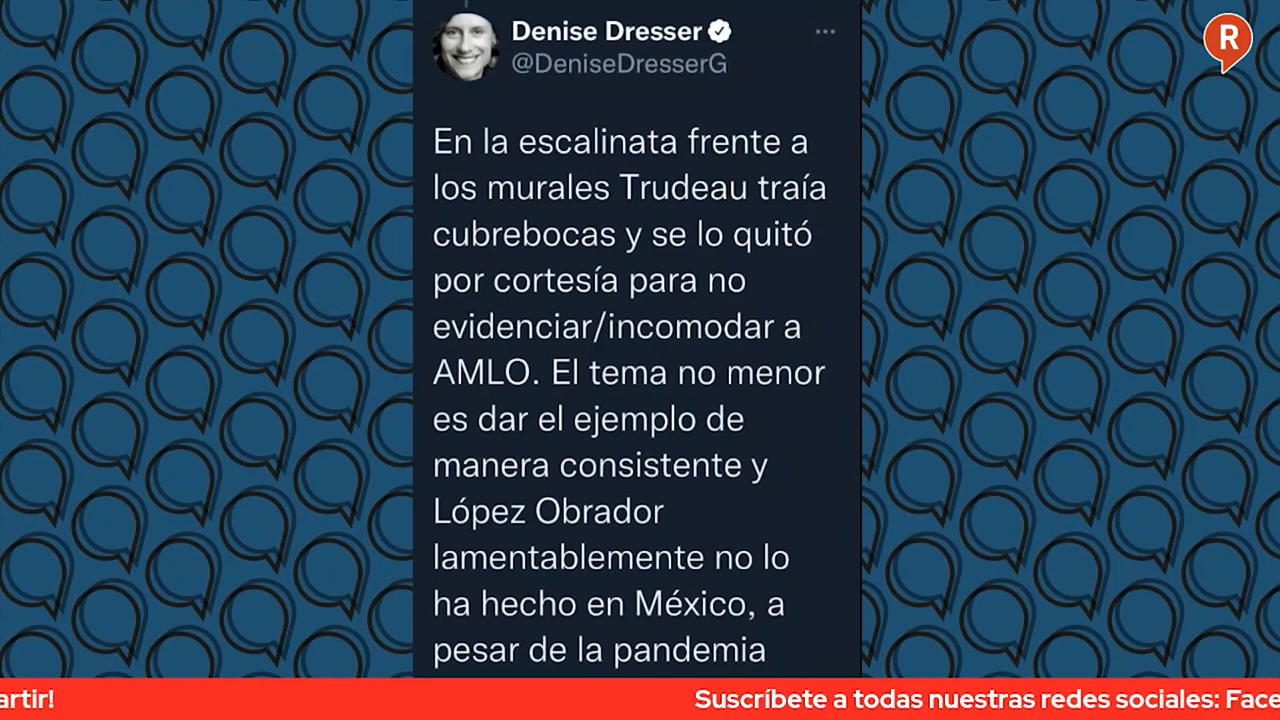 Denise Dresser
@DeniseDresserG
R
En la escalinata frente a
los murales Trudeau traía
cubrebocas y se lo quitó
por cortesía para no
evidenciar/incomodar a
AMLO. El tema no menor
es dar el ejemplo de
manera consistente y
López Obrador
lamentablemente no lo
ha hecho en México, a
pesar de la pandemia
artir! Suscríbete a todas nuestras redes sociales: Face